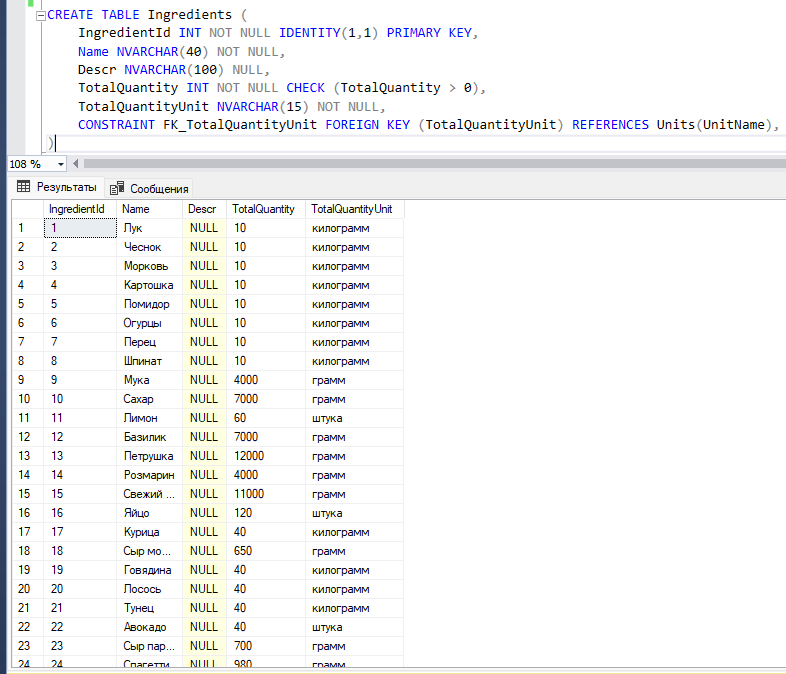 CREATE TABLE Ingredients (
IngredientId INT NOT NULL IDENTITY(1,1) PRIMARY KEY,
Name NVARCHAR(40) NOT NULL,
Descr NVARCHAR(100) NULL,
TotalQuantity INT NOT NULL CHECK (TotalQuantity > 0),
TotalQuantityUnit NVARCHAR(15) NOT NULL,
CONSTRAINT FK_TotalQuantityUnit FOREIGN KEY (TotalQuantityUnit) REFERENCES Units(UnitName),
)
108 %
Результаты Сообщения
IngredientId Name Descr TotalQuantity TotalQuantityUnit
1 1 Лук NULL 10 килограмм
2 2 Чеснок NULL 10 килограмм
3 3 Морковь NULL 10 килограмм
4 4 Картошка NULL 10 килограмм
5 5 Помидор NULL 10 килограмм
6 6 Огурцы NULL 10 килограмм
7 7 Перец NULL 10 килограмм
8 8 Шпинат NULL 10 килограмм
9 9 Мука NULL 4000 грамм
10 10 Сахар NULL 7000 грамм
11 11 Лимон NULL 60 штука
12 12 Базилик NULL 7000 грамм
13 13 Петрушка NULL 12000 грамм
14 14 Розмарин NULL 4000 грамм
15 15 Свежий ... NULL 11000 грамм
16 16 Яйцо NULL 120 штука
17 17 Курица NULL 40 килограмм
18 18 Сыр мо... NULL 650 грамм
19 19 Говядина NULL 40 килограмм
20 20 Лосось NULL 40 килограмм
21 21 Тунец NULL 40 килограмм
22 22 Авокадо NULL 40 штука
23 23 Сыр пар... NULL 700 грамм
24 24 Спагетти NULL 980 грамм